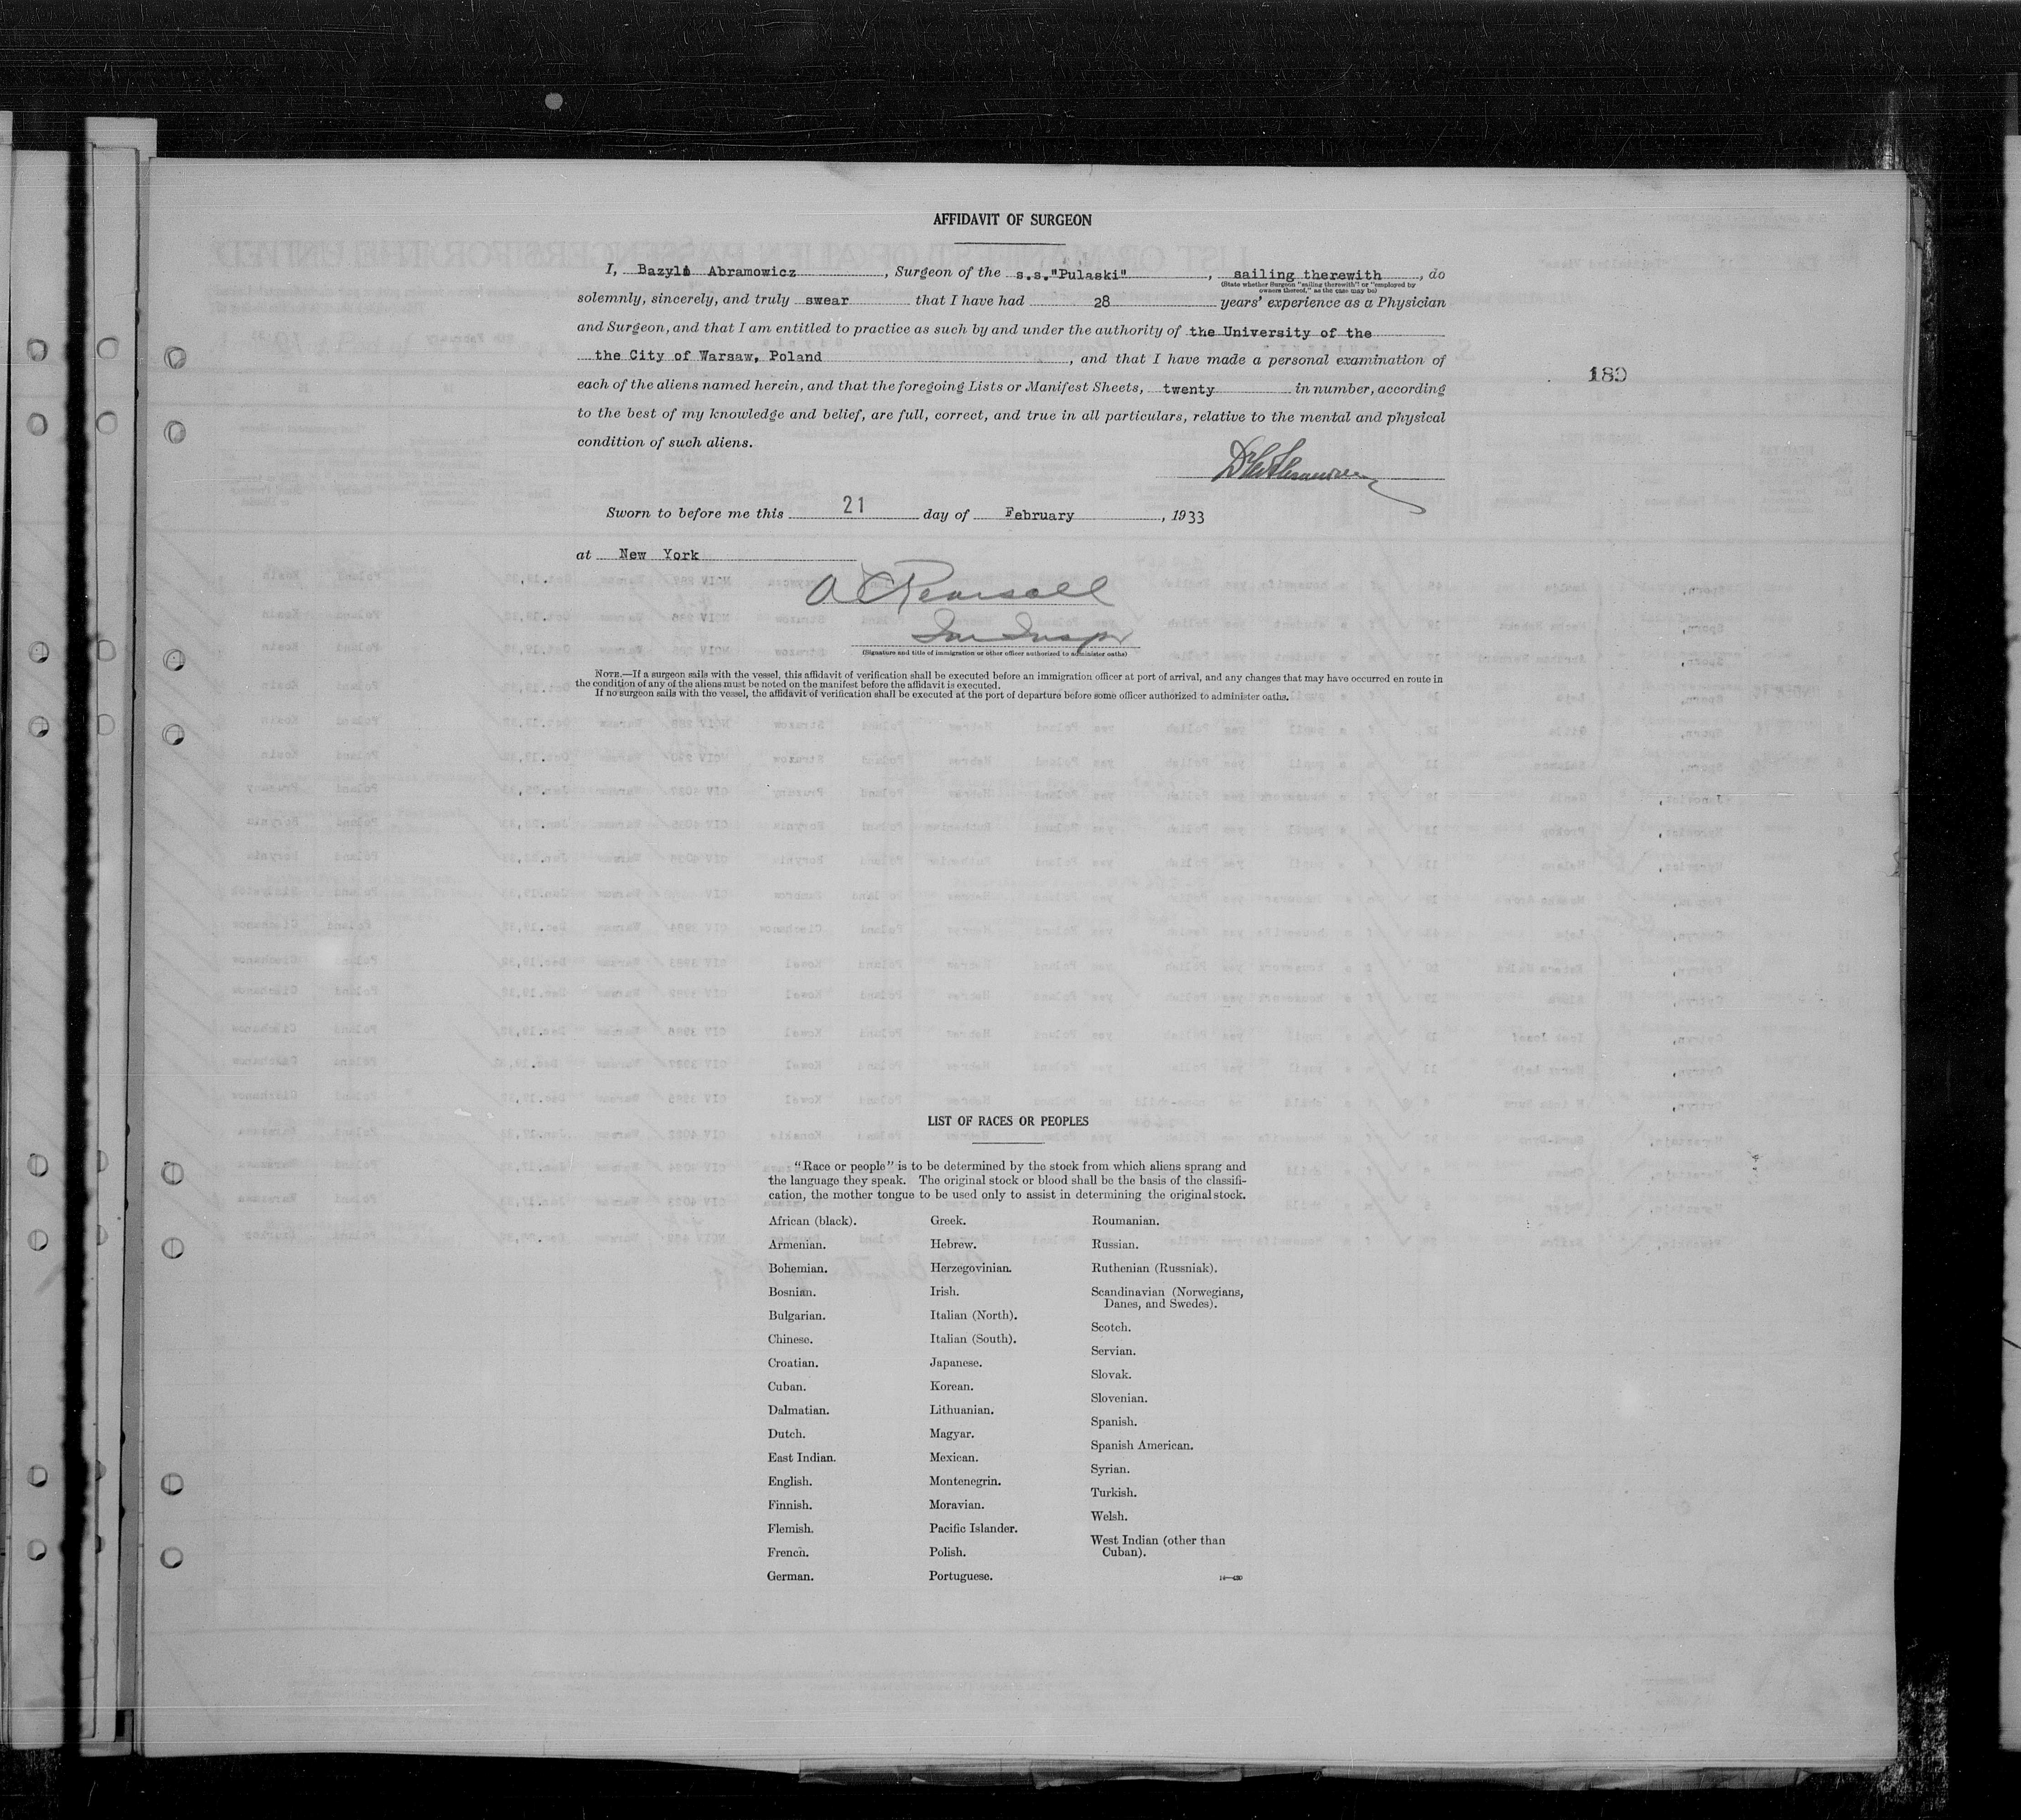 AFFIDAVIT OF SURGEON
I, Bazyli Abramowicz, Surgeon of the s.s."Pulaski", sailing therewith, do
(State whether Surgeon "sailing therewith" or "employed by
owners thereof," as the case may be)
solemnly, sincerely, and truly swear that I have had 28 years' experience as a Physician
and Surgeon, and that I am entitled to practice as such by and under the authority of the University of the
the City of Warsaw, Poland, and that I have made a personal examination of
189
each of the aliens named herein, and that the foregoing Lists or Manifest Sheets, twenty in number, according
to the best of my knowledge and belief, are full, correct, and true in all particulars, relative to the mental and physical
condition of such aliens.
Sworn to before me this 21 day of February, 1933
at New York
A C Pearsall
Im Inspr
(Signature and title of immigration or other officer authorized to administer oaths)
NOTE.—If a surgeon sails with the vessel, this affidavit of verification shall be executed before an immigration officer at port of arrival, and any changes that may have occurred en route in
the condition of any of the aliens must be noted on the manifest before the affidavit is executed.
If no surgeon sails with the vessel, the affidavit of verification shall be executed at the port of departure before some officer authorized to administer oaths.
LIST OF RACES OR PEOPLES
"Race or people" is to be determined by the stock from which aliens sprang and
the language they speak. The original stock or blood shall be the basis of the classifi-
cation, the mother tongue to be used only to assist in determining the original stock.
African (black).
Armenian.
Bohemian.
Bosnian.
Bulgarian.
Chinese.
Croatian.
Cuban.
Dalmatian.
Dutch.
East Indian.
English.
Finnish.
Flemish.
French.
German.
Greek.
Hebrew.
Herzegovinian.
Irish.
Italian (North).
Italian (South).
Japanese.
Korean.
Lithuanian.
Magyar.
Mexican.
Montenegrin.
Moravian.
Pacific Islander.
Polish.
Portuguese.
Roumanian.
Russian.
Ruthenian (Russniak).
Scandinavian (Norwegians,
Danes, and Swedes).
Scotch.
Servian.
Slovak.
Slovenian.
Spanish.
Spanish American.
Syrian.
Turkish.
Welsh.
West Indian (other than
Cuban).